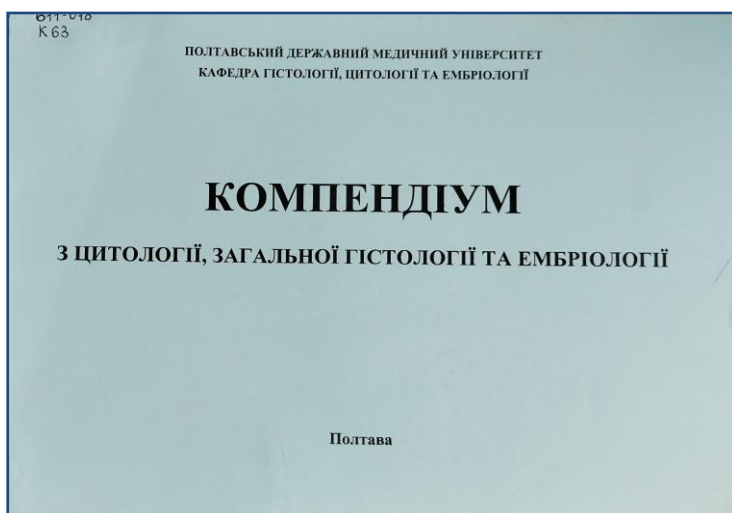 К63
ПОЛТАВСЬКИЙ ДЕРЖАВНИЙ МЕДИЧНИЙ УНІВЕРСИТЕТ
КАФЕДРА ГІСТОЛОГІЇ, ЦИТОЛОГІЇ ТА ЕМБРІОЛОГІЇ
КОМПЕНДІУМ
З ЦИТОЛОГІЇ, ЗАГАЛЬНОЇ ГІСТОЛОГІЇ ТА ЕМБРІОЛОГІЇ
Полтава